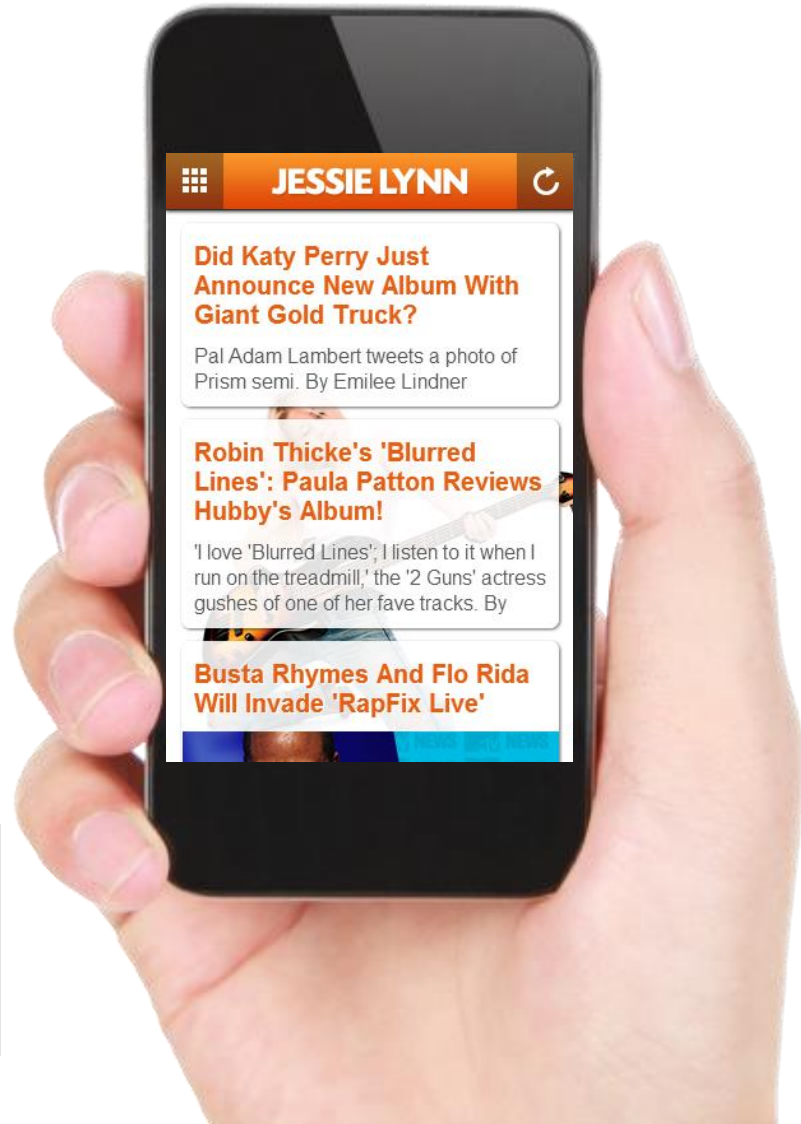 JESSIE LYNN
Did Katy Perry Just
Announce New Album With
Giant Gold Truck?
Pal Adam Lambert tweets a photo of
Prism semi. By Emilee Lindner
Robin Thicke's 'Blurred
Lines': Paula Patton Reviews
Hubby's Album!
'I love 'Blurred Lines'; I listen to it when I
run on the treadmill,' the '2 Guns' actress
gushes of one of her fave tracks. By
Busta Rhymes And Flo Rida
Will Invade 'RapFix Live'
NEWS NEWS